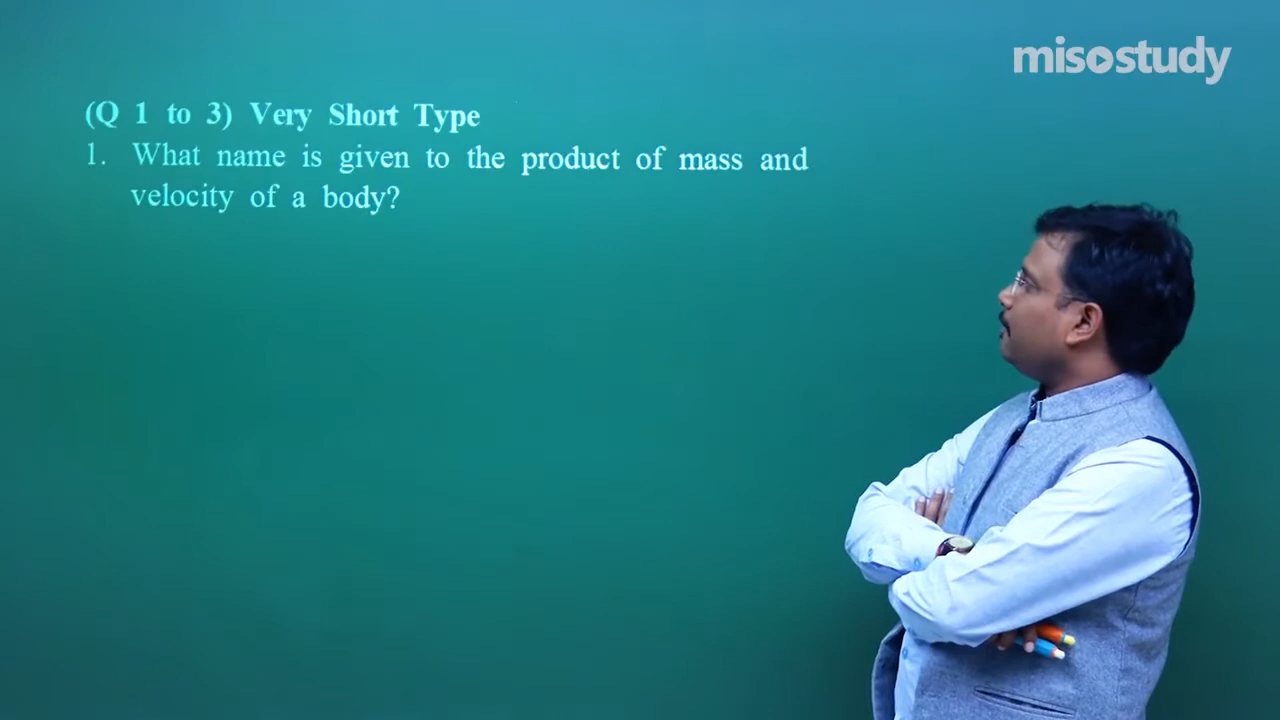 misostudy
(Q 1 to 3) Very Short Type
1. What name is given to the product of mass and
velocity of a body?